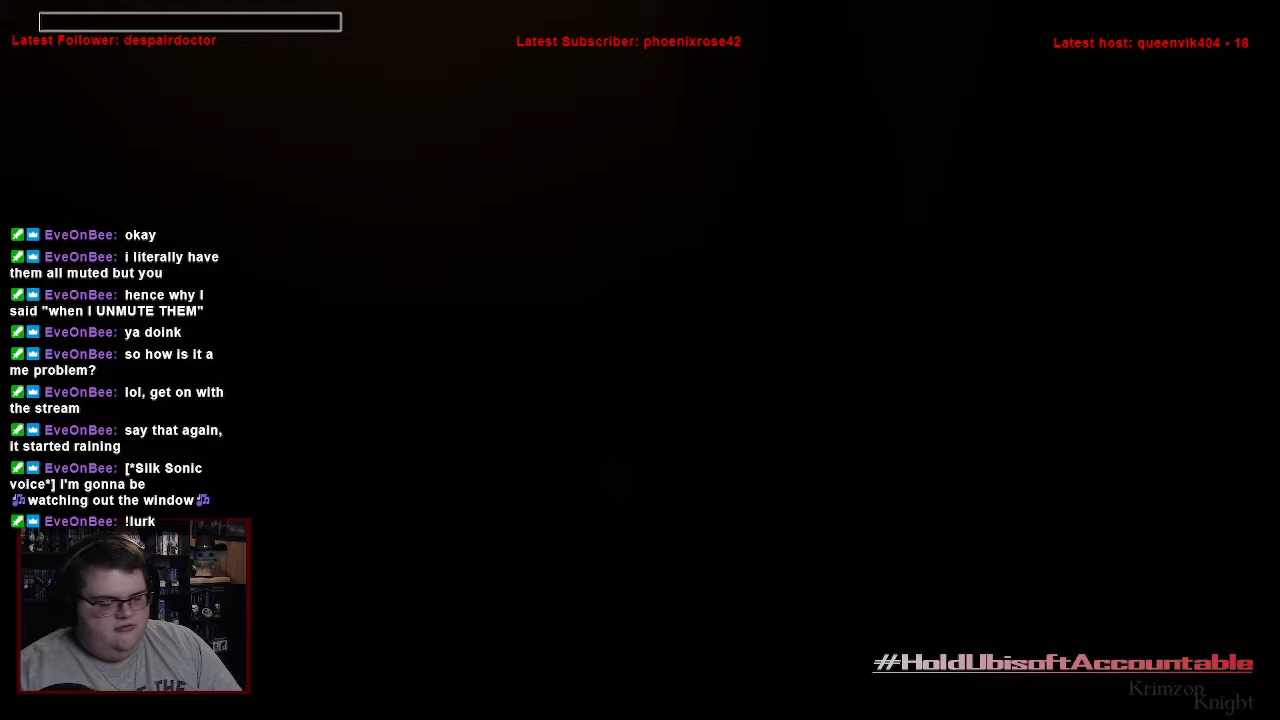 Latest Follower: despairdoctor
Latest Subscriber: phoenixrose42
Latest host: queenvik404 - 18
EveOnBee: okay
EveOnBee: i literally have
them all muted but you
EveOnBee: hence why I
said "when I UNMUTE THEM"
EveOnBee: ya doink
EveOnBee: so how is it a
me problem?
EveOnBee: lol, get on with
the stream
EveOnBee: say that again,
it started raining
EveOnBee: [*Silk Sonic
voice*] I'm gonna be
🎶watching out the window🎶
EveOnBee: !lurk
#HoldUbisoftAccountable
Krimzon
Knight